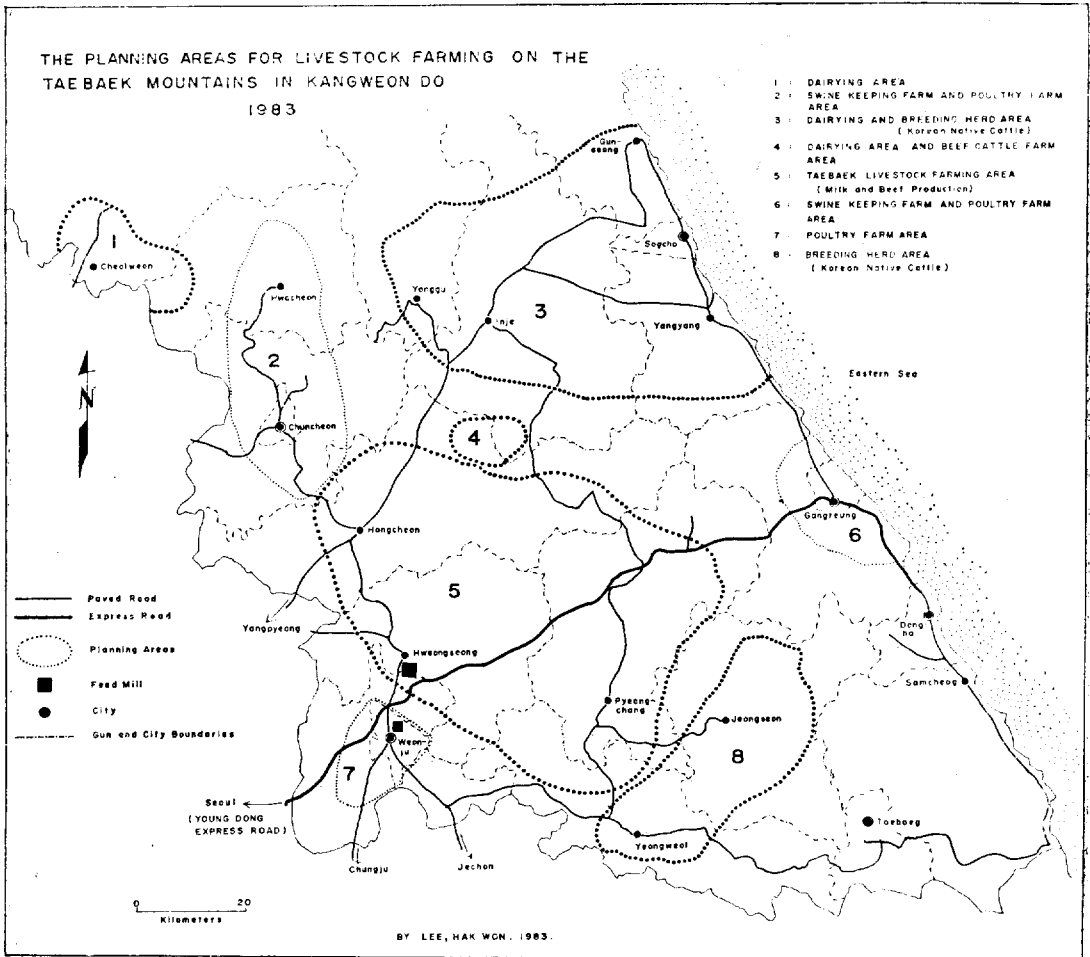 THE PLANNING AREAS FOR LIVESTOCK FARMING ON THE
TAEBAEK MOUNTAINS IN KANGWEON DO
1983
1 : DAIRYING AREA
2 : SWINE KEEPING FARM AND POULTRY FARM
AREA
3 : DAIRYING AND BREEDING HERD AREA
(Korean Native Cattle)
4 : DAIRYING AREA AND BEEF CATTLE FARM
AREA
5 : TAEBAEK LIVESTOCK FARMING AREA
(Milk and Beef Production)
6 : SWINE KEEPING FARM AND POULTRY FARM
AREA
7 : POULTRY FARM AREA
8 : BREEDING HERD AREA
(Korean Native Cattle)
Gun-
seong
1
Cheolweon
Sogcho
Hwacheon
Yanggu
Inje
3
Yangyang
2
Eastern Sea
N
Chuncheon
4
Gangreung
Hongcheon
6
5
Paved Road
Express Road
Yangpyeong
Planning Areas
Hweongseong
Dong
ha
Feed Mill
Samcheog
City
Pyeong-
chang
Jeongseon
Gun and City Boundaries
Weon-
ju
8
7
Seoul
(YOUNG DONG
EXPRESS ROAD)
Taebaeg
Yeongweol
Chungju
Jechon
0 20
Kilometers
BY LEE, HAK WON. 1983.